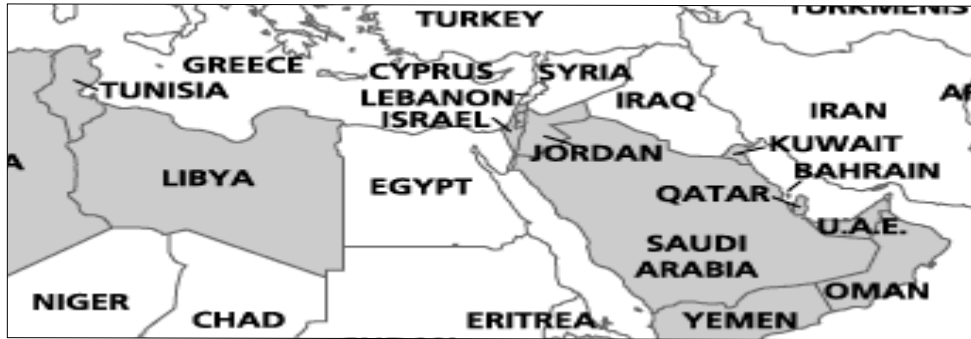 TURKEY
GREECE
CYPRUS
SYRIA
TUNISIA
LEBANON
IRAQ
IRAN
ISRAEL
JORDAN
KUWAIT
BAHRAIN
LIBYA
EGYPT
QATAR
U.A.E.
SAUDI
ARABIA
OMAN
NIGER
CHAD
ERITREA
YEMEN